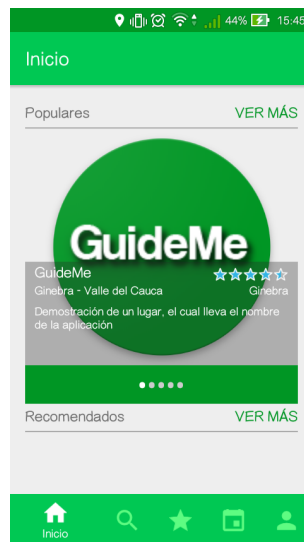 44% 15:45
Inicio
Populares VER MÁS
GuideMe
GuideMe
Ginebra - Valle del Cauca Ginebra
Demostración de un lugar, el cual lleva el nombre
de la aplicación
Recomendados VER MÁS
Inicio